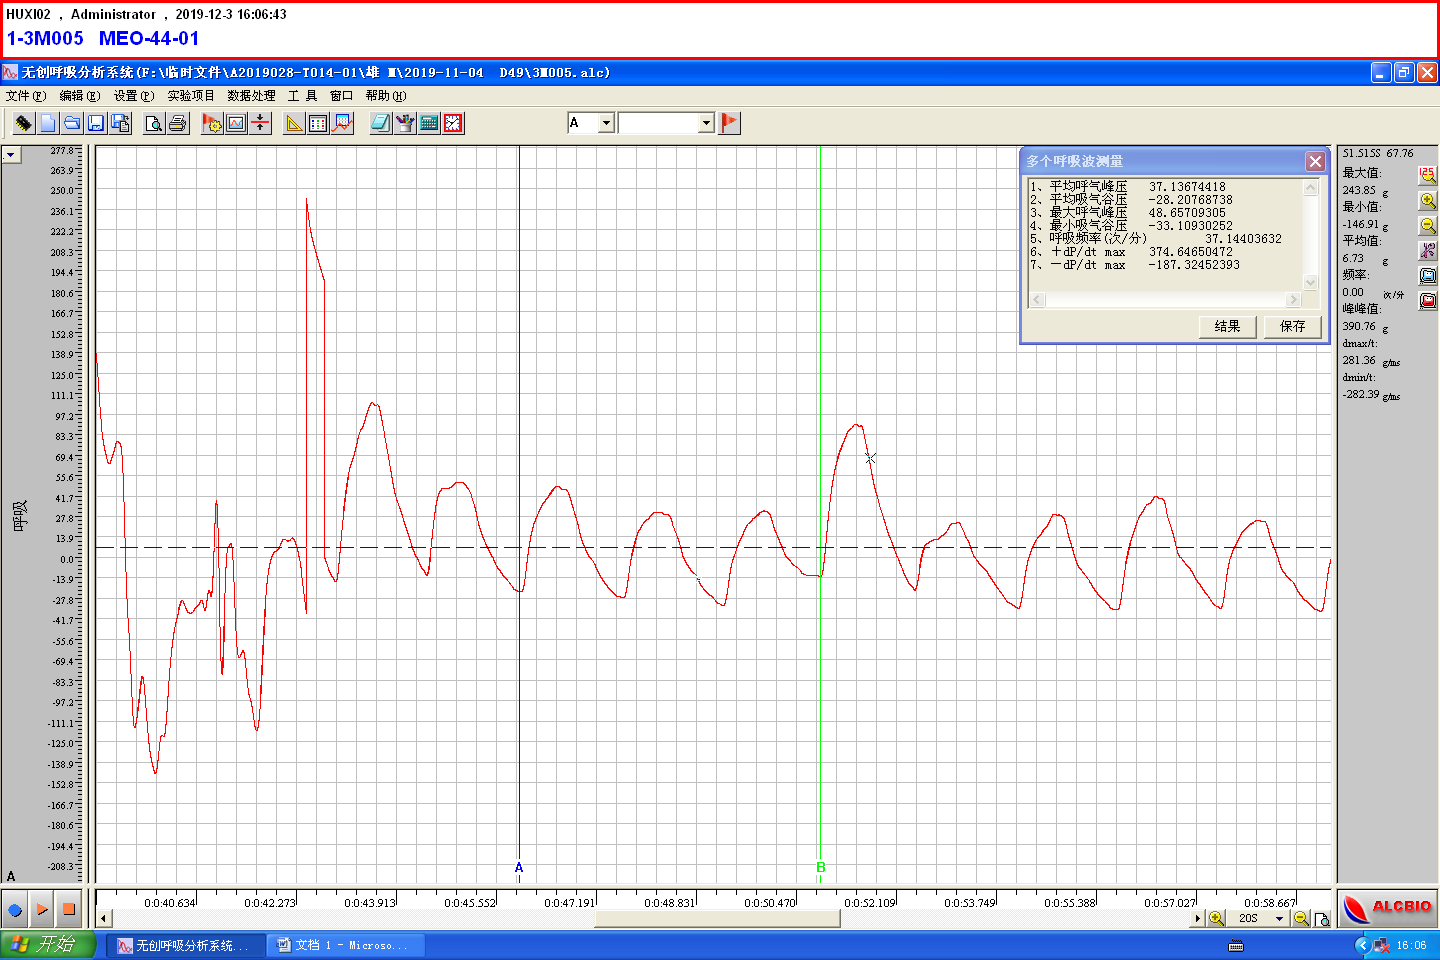 HUXI02 , Administrator , 2019-12-3 16:06:43
1-3M005 MEO-44-01
无创呼吸分析系统(F:\临时文件\A2019028-T014-01\雄 M\2019-11-04 D49\3M005.alc)
文件(F) 编辑(E) 设置(P) 实验项目 数据处理 工 具 窗口 帮助(H)
A
277.8
263.9
250.0
236.1
222.2
208.3
194.4
180.6
166.7
152.8
138.9
125.0
111.1
97.2
83.3
69.4
55.6
41.7
27.8
13.9
0.0
-13.9
-27.8
-41.7
-55.6
-69.4
-83.3
-97.2
-111.1
-125.0
-138.9
-152.8
-166.7
-180.6
-194.4
-208.3
呼吸
A
A
B
多个呼吸波测量
1、平均呼气峰压 37.13674418
2、平均吸气谷压 -28.20768738
3、最大呼气峰压 48.65709305
4、最小吸气谷压 -33.10930252
5、呼吸频率(次/分) 37.14403632
6、＋dP/dt max 374.64650472
7、－dP/dt max -187.32452393
结果 保存
51.515S 67.76
最大值:
243.85 g
最小值:
-146.91 g
平均值:
6.73 g
频率:
0.00 次/分
峰峰值:
390.76 g
dmax/t:
281.36 g/ms
dmin/t:
-282.39 g/ms
125
0:0:40.634 0:0:42.273 0:0:43.913 0:0:45.552 0:0:47.191 0:0:48.831 0:0:50.470 0:0:52.109 0:0:53.749 0:0:55.388 0:0:57.027 0:0:58.667
20S
ALCBIO
开始 无创呼吸分析系统... 文档 1 - Microso... 16:06